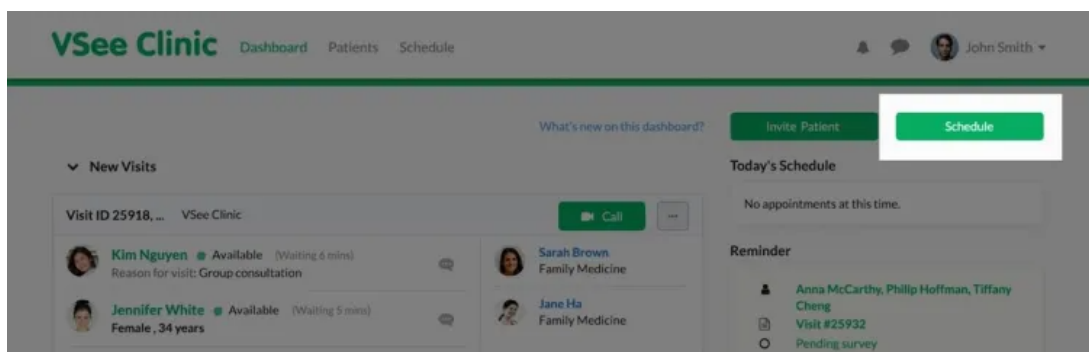 VSee Clinic Dashboard Patients Schedule John Smith
What's new on this dashboard? Invite Patient Schedule
New Visits
Today's Schedule
No appointments at this time.
Visit ID 25918, ... VSee Clinic Call ...
Kim Nguyen Available (Waiting 6 mins)
Reason for visit: Group consultation
Sarah Brown
Family Medicine
Jennifer White Available (Waiting 5 mins)
Female , 34 years
Jane Ha
Family Medicine
Reminder
Anna McCarthy, Philip Hoffman, Tiffany
Cheng
Visit #25932
Pending survey